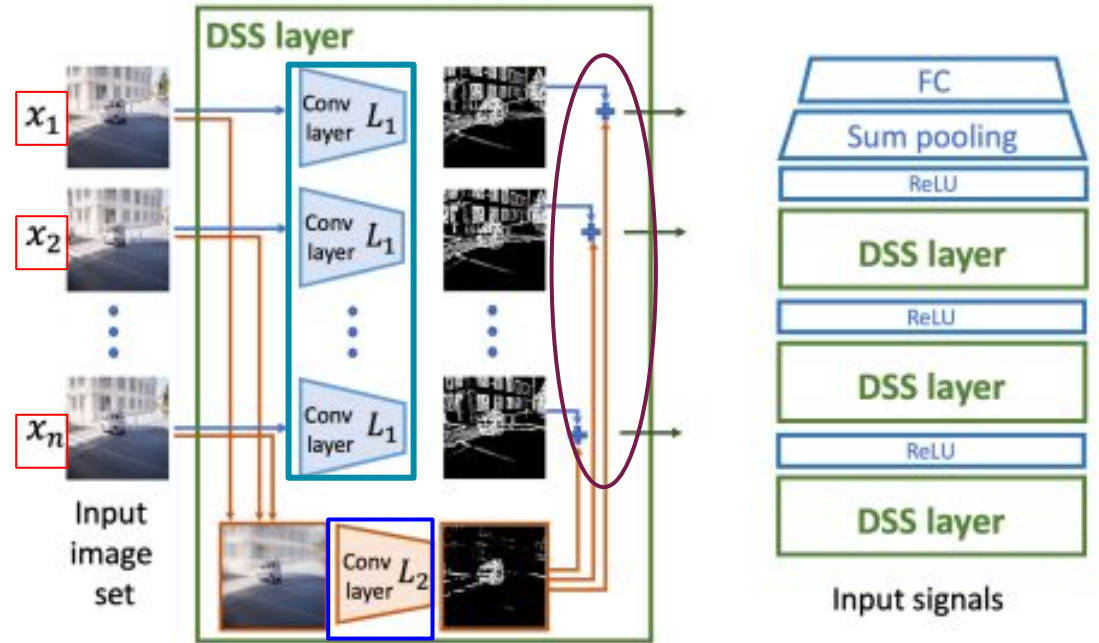 DSS layer
x₁
Conv
layer L₁
x₂
Conv
layer L₁
xₙ
Conv
layer L₁
Input
image
set
Conv
layer L₂
FC
Sum pooling
ReLU
DSS layer
ReLU
DSS layer
ReLU
DSS layer
Input signals